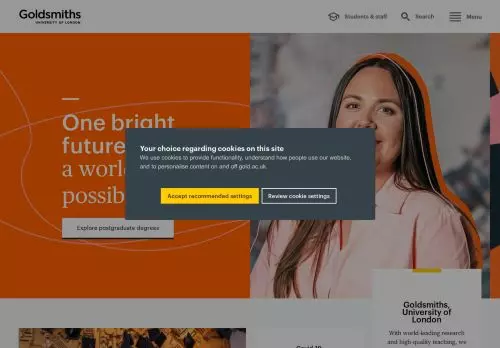 Goldsmiths
UNIVERSITY OF LONDON
Students & staff
Search
Menu
One bright
future
a world
possib
Explore postgraduate degrees
Your choice regarding cookies on this site
We use cookies to provide functionality, understand how people use our website,
and to personalise content on and off gold.ac.uk.
Accept recommended settings
Review cookie settings
Goldsmiths,
University of
London
With world-leading research
and high-quality teaching, we
Covid-19